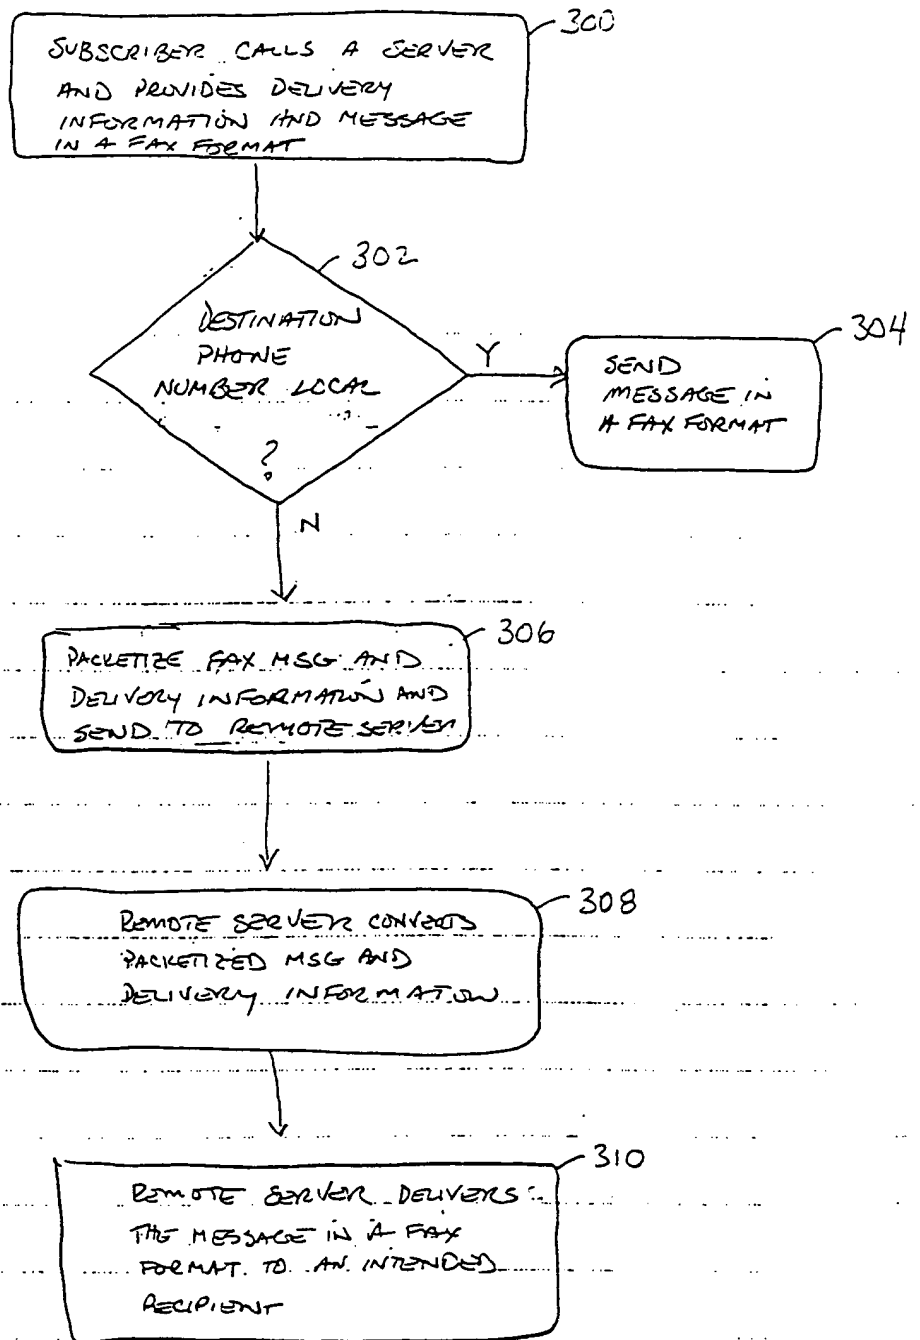 300
SUBSCRIBER CALLS A SERVER
AND PROVIDES DELIVERY
INFORMATION AND MESSAGE
IN A FAX FORMAT
302
DESTINATION
PHONE
NUMBER LOCAL
?
Y
304
SEND
MESSAGE IN
A FAX FORMAT
N
306
PACKETIZE FAX MSG AND
DELIVERY INFORMATION AND
SEND TO REMOTE SERVER
308
REMOTE SERVER CONVERTS
PACKETIZED MSG AND
DELIVERY INFORMATION
310
REMOTE SERVER DELIVERS
THE MESSAGE IN A FAX
FORMAT TO AN INTENDED
RECIPIENT